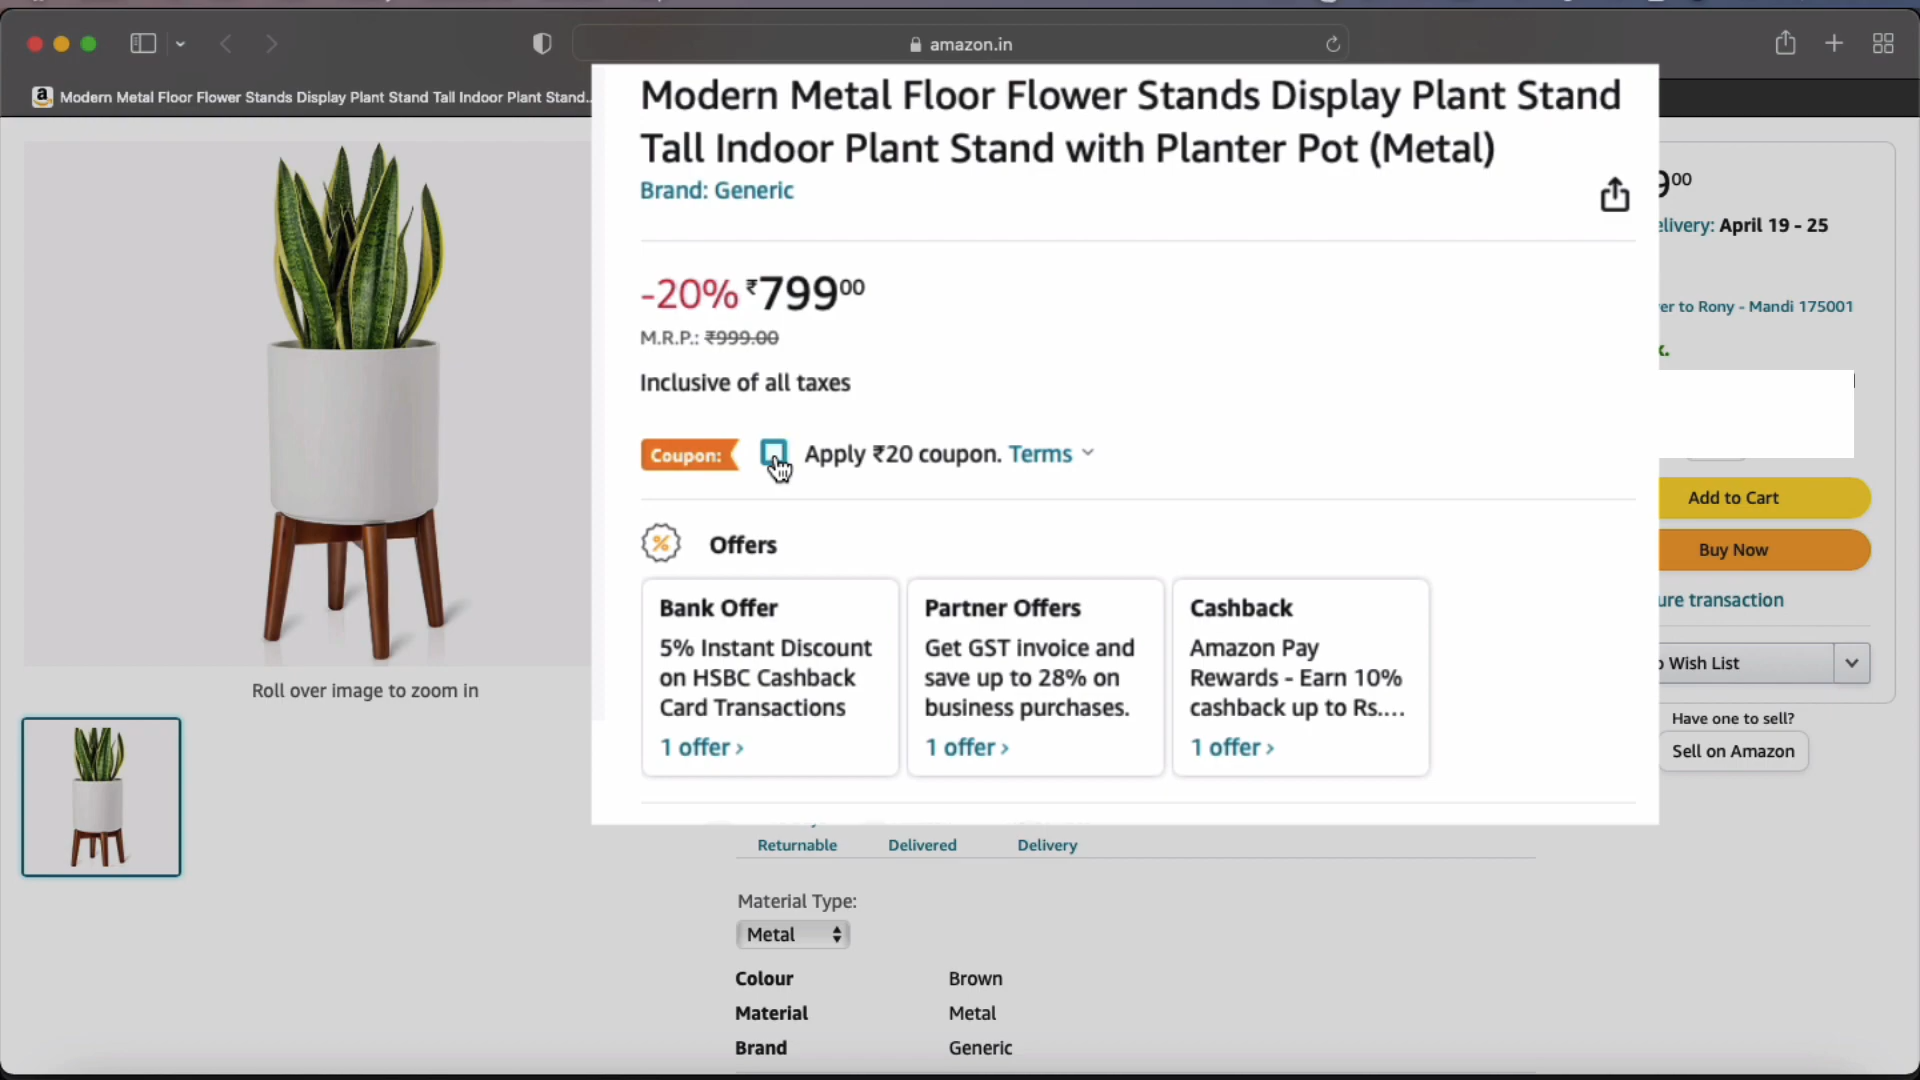 amazon.in
Modern Metal Floor Flower Stands Display Plant Stand Tall Indoor Plant Stand...
Modern Metal Floor Flower Stands Display Plant Stand
Tall Indoor Plant Stand with Planter Pot (Metal)
Brand: Generic
-20% ₹79900
M.R.P.: ₹999.00
Inclusive of all taxes
Coupon: Apply ₹20 coupon. Terms
Offers
Bank Offer
5% Instant Discount
on HSBC Cashback
Card Transactions
1 offer ›
Partner Offers
Get GST invoice and
save up to 28% on
business purchases.
1 offer ›
Cashback
Amazon Pay
Rewards - Earn 10%
cashback up to Rs....
1 offer ›
Roll over image to zoom in
Returnable
Delivered
Delivery
Material Type:
Metal
Colour Brown
Material Metal
Brand Generic
900
elivery: April 19 - 25
er to Rony - Mandi 175001
k.
Add to Cart
Buy Now
ure transaction
o Wish List
Have one to sell?
Sell on Amazon